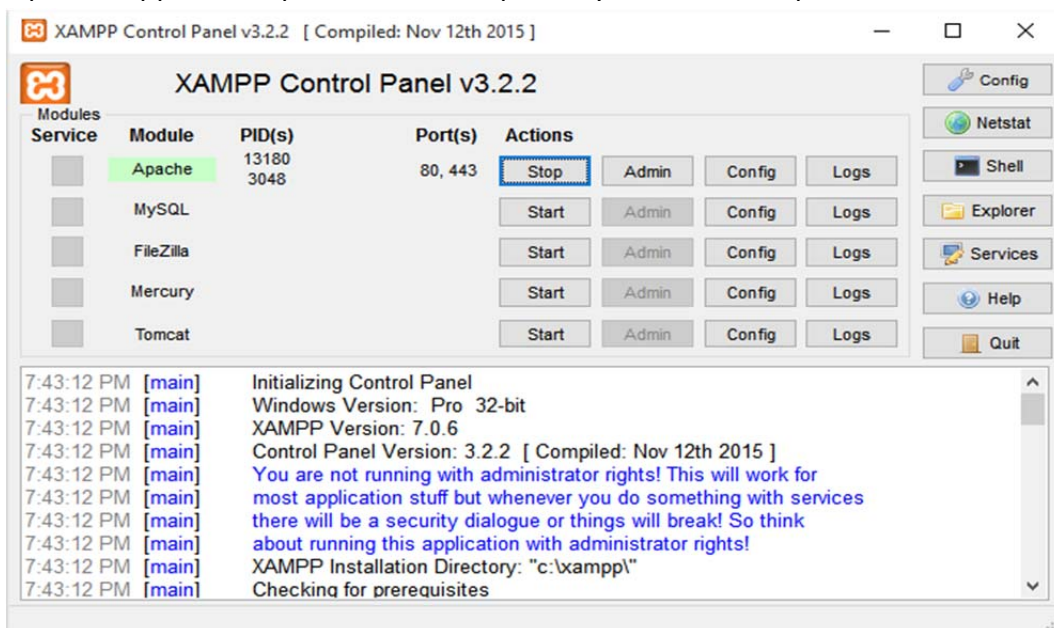 XAMPP Control Panel v3.2.2 [ Compiled: Nov 12th 2015 ]
XAMPP Control Panel v3.2.2
Config
Modules
Service Module PID(s) Port(s) Actions
Netstat
Apache 13180 3048 80, 443 Stop Admin Config Logs
Shell
MySQL Start Admin Config Logs
Explorer
FileZilla Start Admin Config Logs
Services
Mercury Start Admin Config Logs
Help
Tomcat Start Admin Config Logs
Quit
7:43:12 PM [main] Initializing Control Panel
7:43:12 PM [main] Windows Version: Pro 32-bit
7:43:12 PM [main] XAMPP Version: 7.0.6
7:43:12 PM [main] Control Panel Version: 3.2.2 [ Compiled: Nov 12th 2015 ]
7:43:12 PM [main] You are not running with administrator rights! This will work for
7:43:12 PM [main] most application stuff but whenever you do something with services
7:43:12 PM [main] there will be a security dialogue or things will break! So think
7:43:12 PM [main] about running this application with administrator rights!
7:43:12 PM [main] XAMPP Installation Directory: "c:\xampp\"
7:43:12 PM [main] Checking for prerequisites